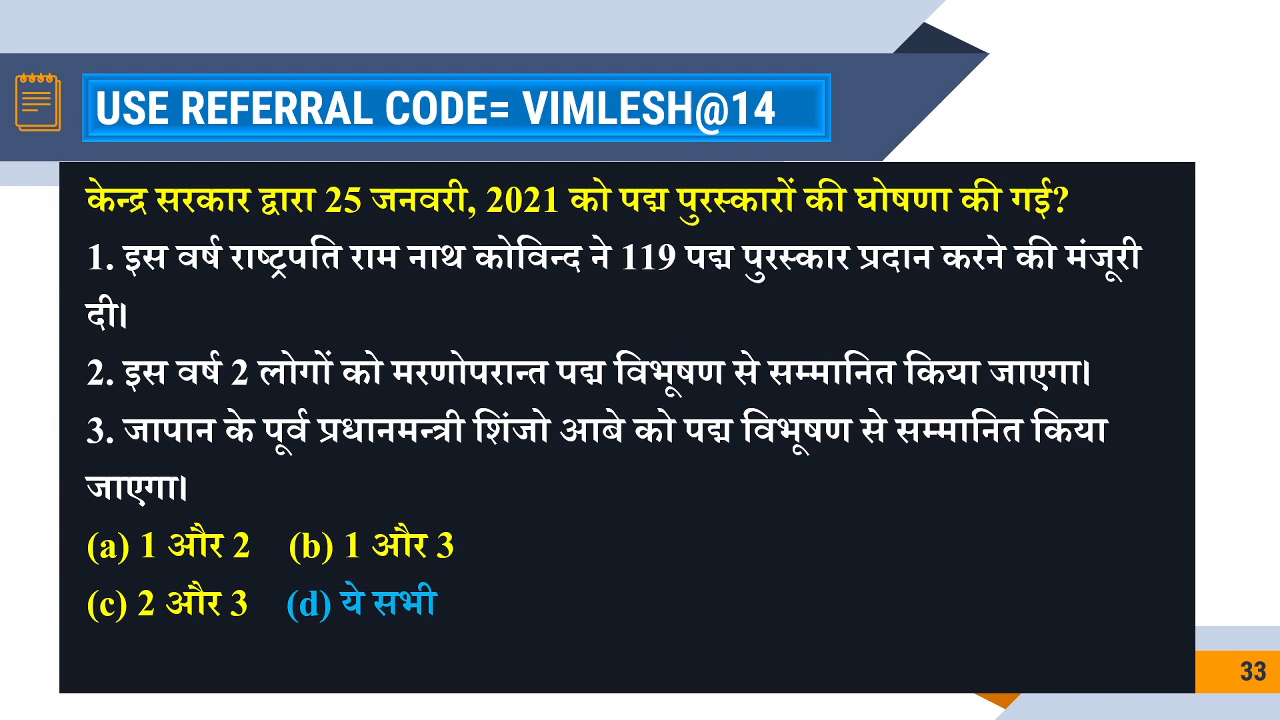 USE REFERRAL CODE= VIMLESH@14
केन्द्र सरकार द्वारा 25 जनवरी, 2021 को पद्म पुरस्कारों की घोषणा की गई?
1. इस वर्ष राष्ट्रपति राम नाथ कोविन्द ने 119 पद्म पुरस्कार प्रदान करने की मंजूरी
दी।
2. इस वर्ष 2 लोगों को मरणोपरान्त पद्म विभूषण से सम्मानित किया जाएगा।
3. जापान के पूर्व प्रधानमन्त्री शिंजो आबे को पद्म विभूषण से सम्मानित किया
जाएगा।
(a) 1 और 2 (b) 1 और 3
(c) 2 और 3 (d) ये सभी
33